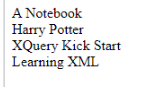 A Notebook
Harry Potter
XQuery Kick Start
Learning XML